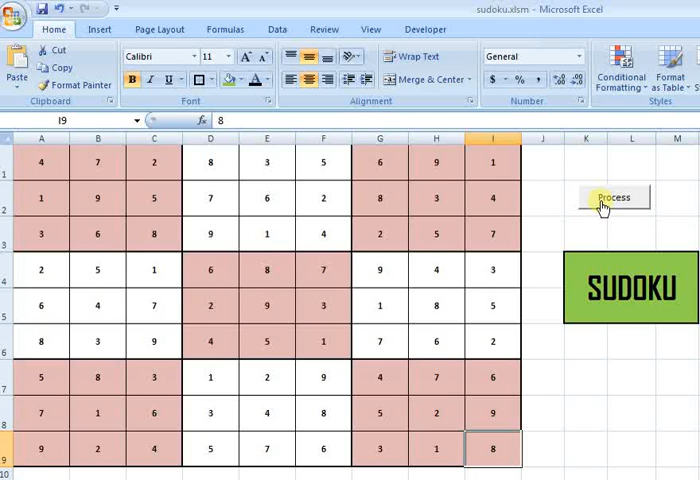 sudoku.xlsm - Microsoft Excel
Home Insert Page Layout Formulas Data Review View Developer
Paste
Cut
Copy
Format Painter
Clipboard
Calibri 11
B I U A
Font
Wrap Text
Merge & Center
Alignment
General
$ % ,
Number
Conditional Formatting
Format as Table
Styles
I9 fx 8
A B C D E F G H I J K L M
1 4 7 2 8 3 5 6 9 1
2 1 9 5 7 6 2 8 3 4
Process
3 3 6 8 9 1 4 2 5 7
4 2 5 1 6 8 7 9 4 3
SUDOKU
5 6 4 7 2 9 3 1 8 5
6 8 3 9 4 5 1 7 6 2
7 5 8 3 1 2 9 4 7 6
8 7 1 6 3 4 8 5 2 9
9 9 2 4 5 7 6 3 1 8
10